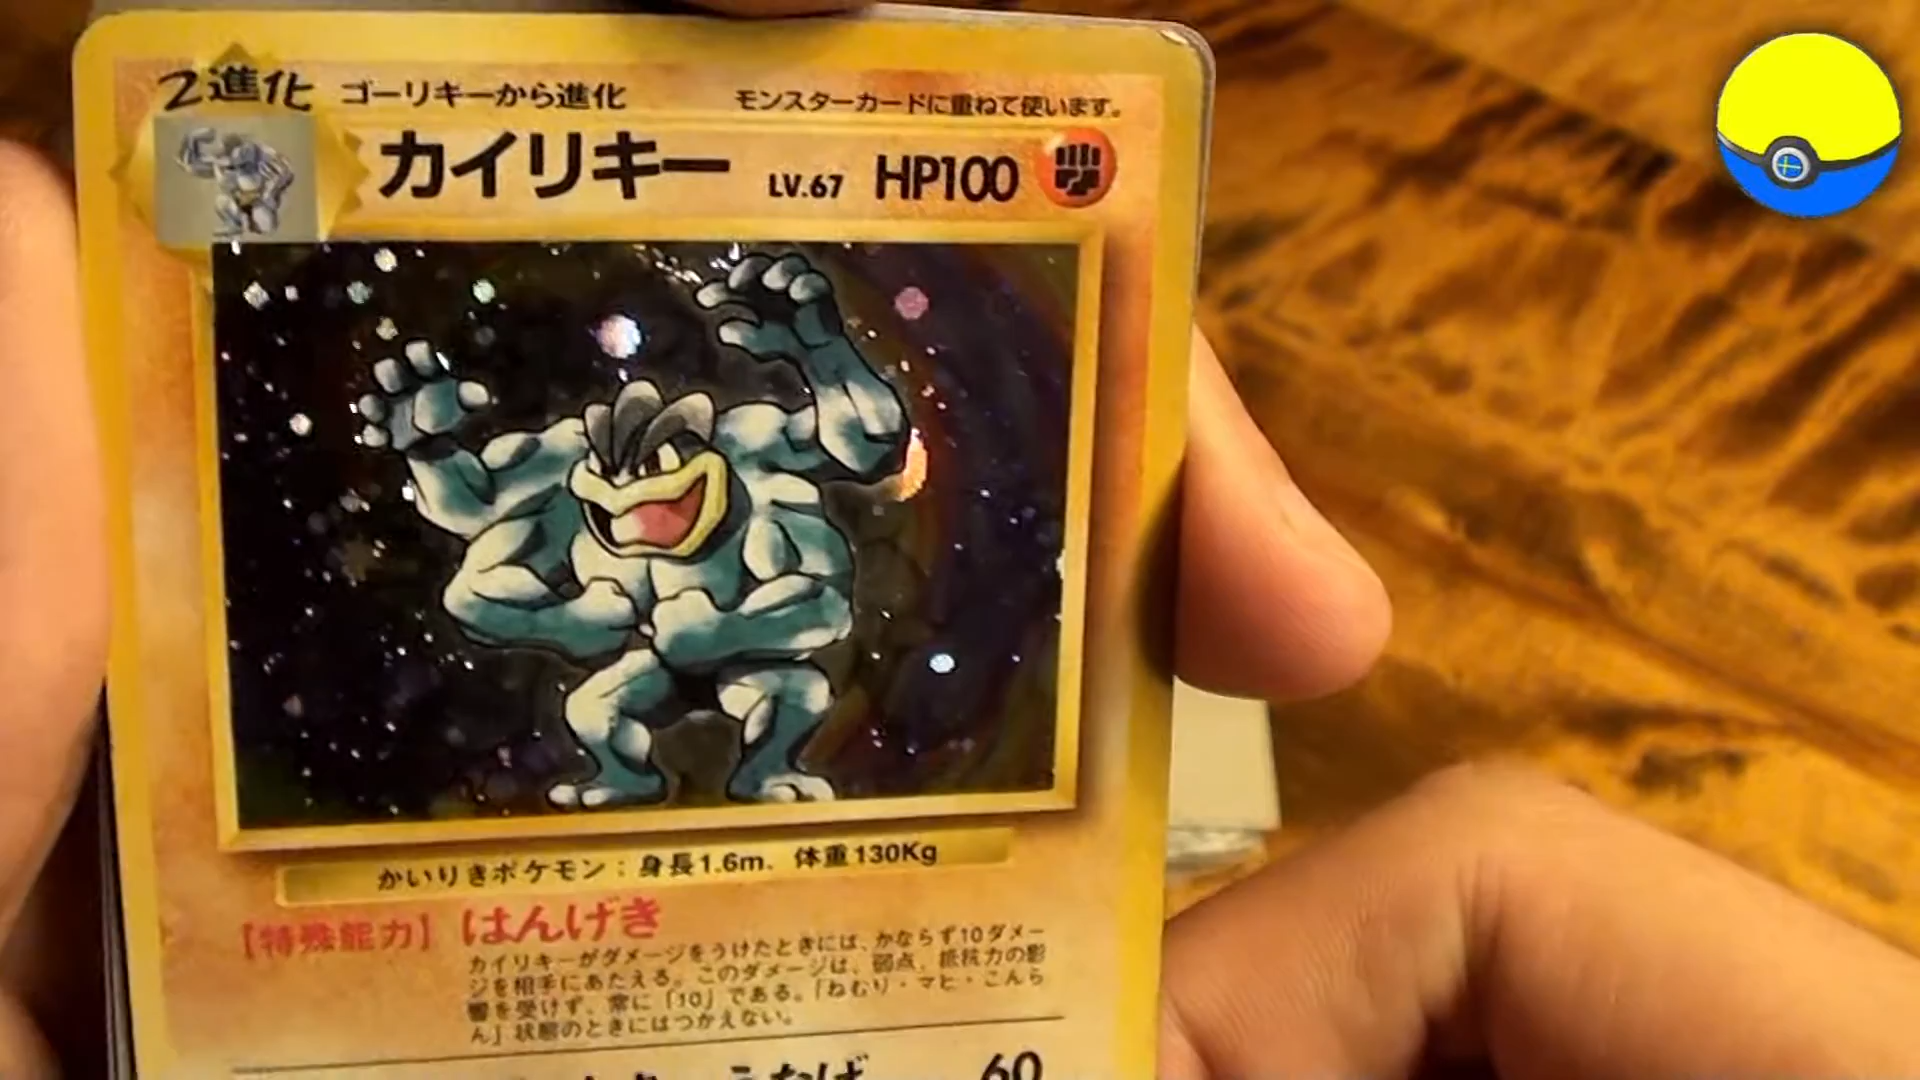 2進化 ゴーリキーから進化 モンスターカードに重ねて使います。
カイリキー LV.67 HP100
かいりきポケモン：身長1.6m. 体重130Kg
【特殊能力】 はんげき
カイリキーがダメージをうけたときには、かならず10ダメー
ジを相手にあたえる。このダメージは、弱点、抵抗力の影
響を受けず、常に「10」である。「ねむり・マヒ・こんら
ん」状態のときにはつかえない。
60